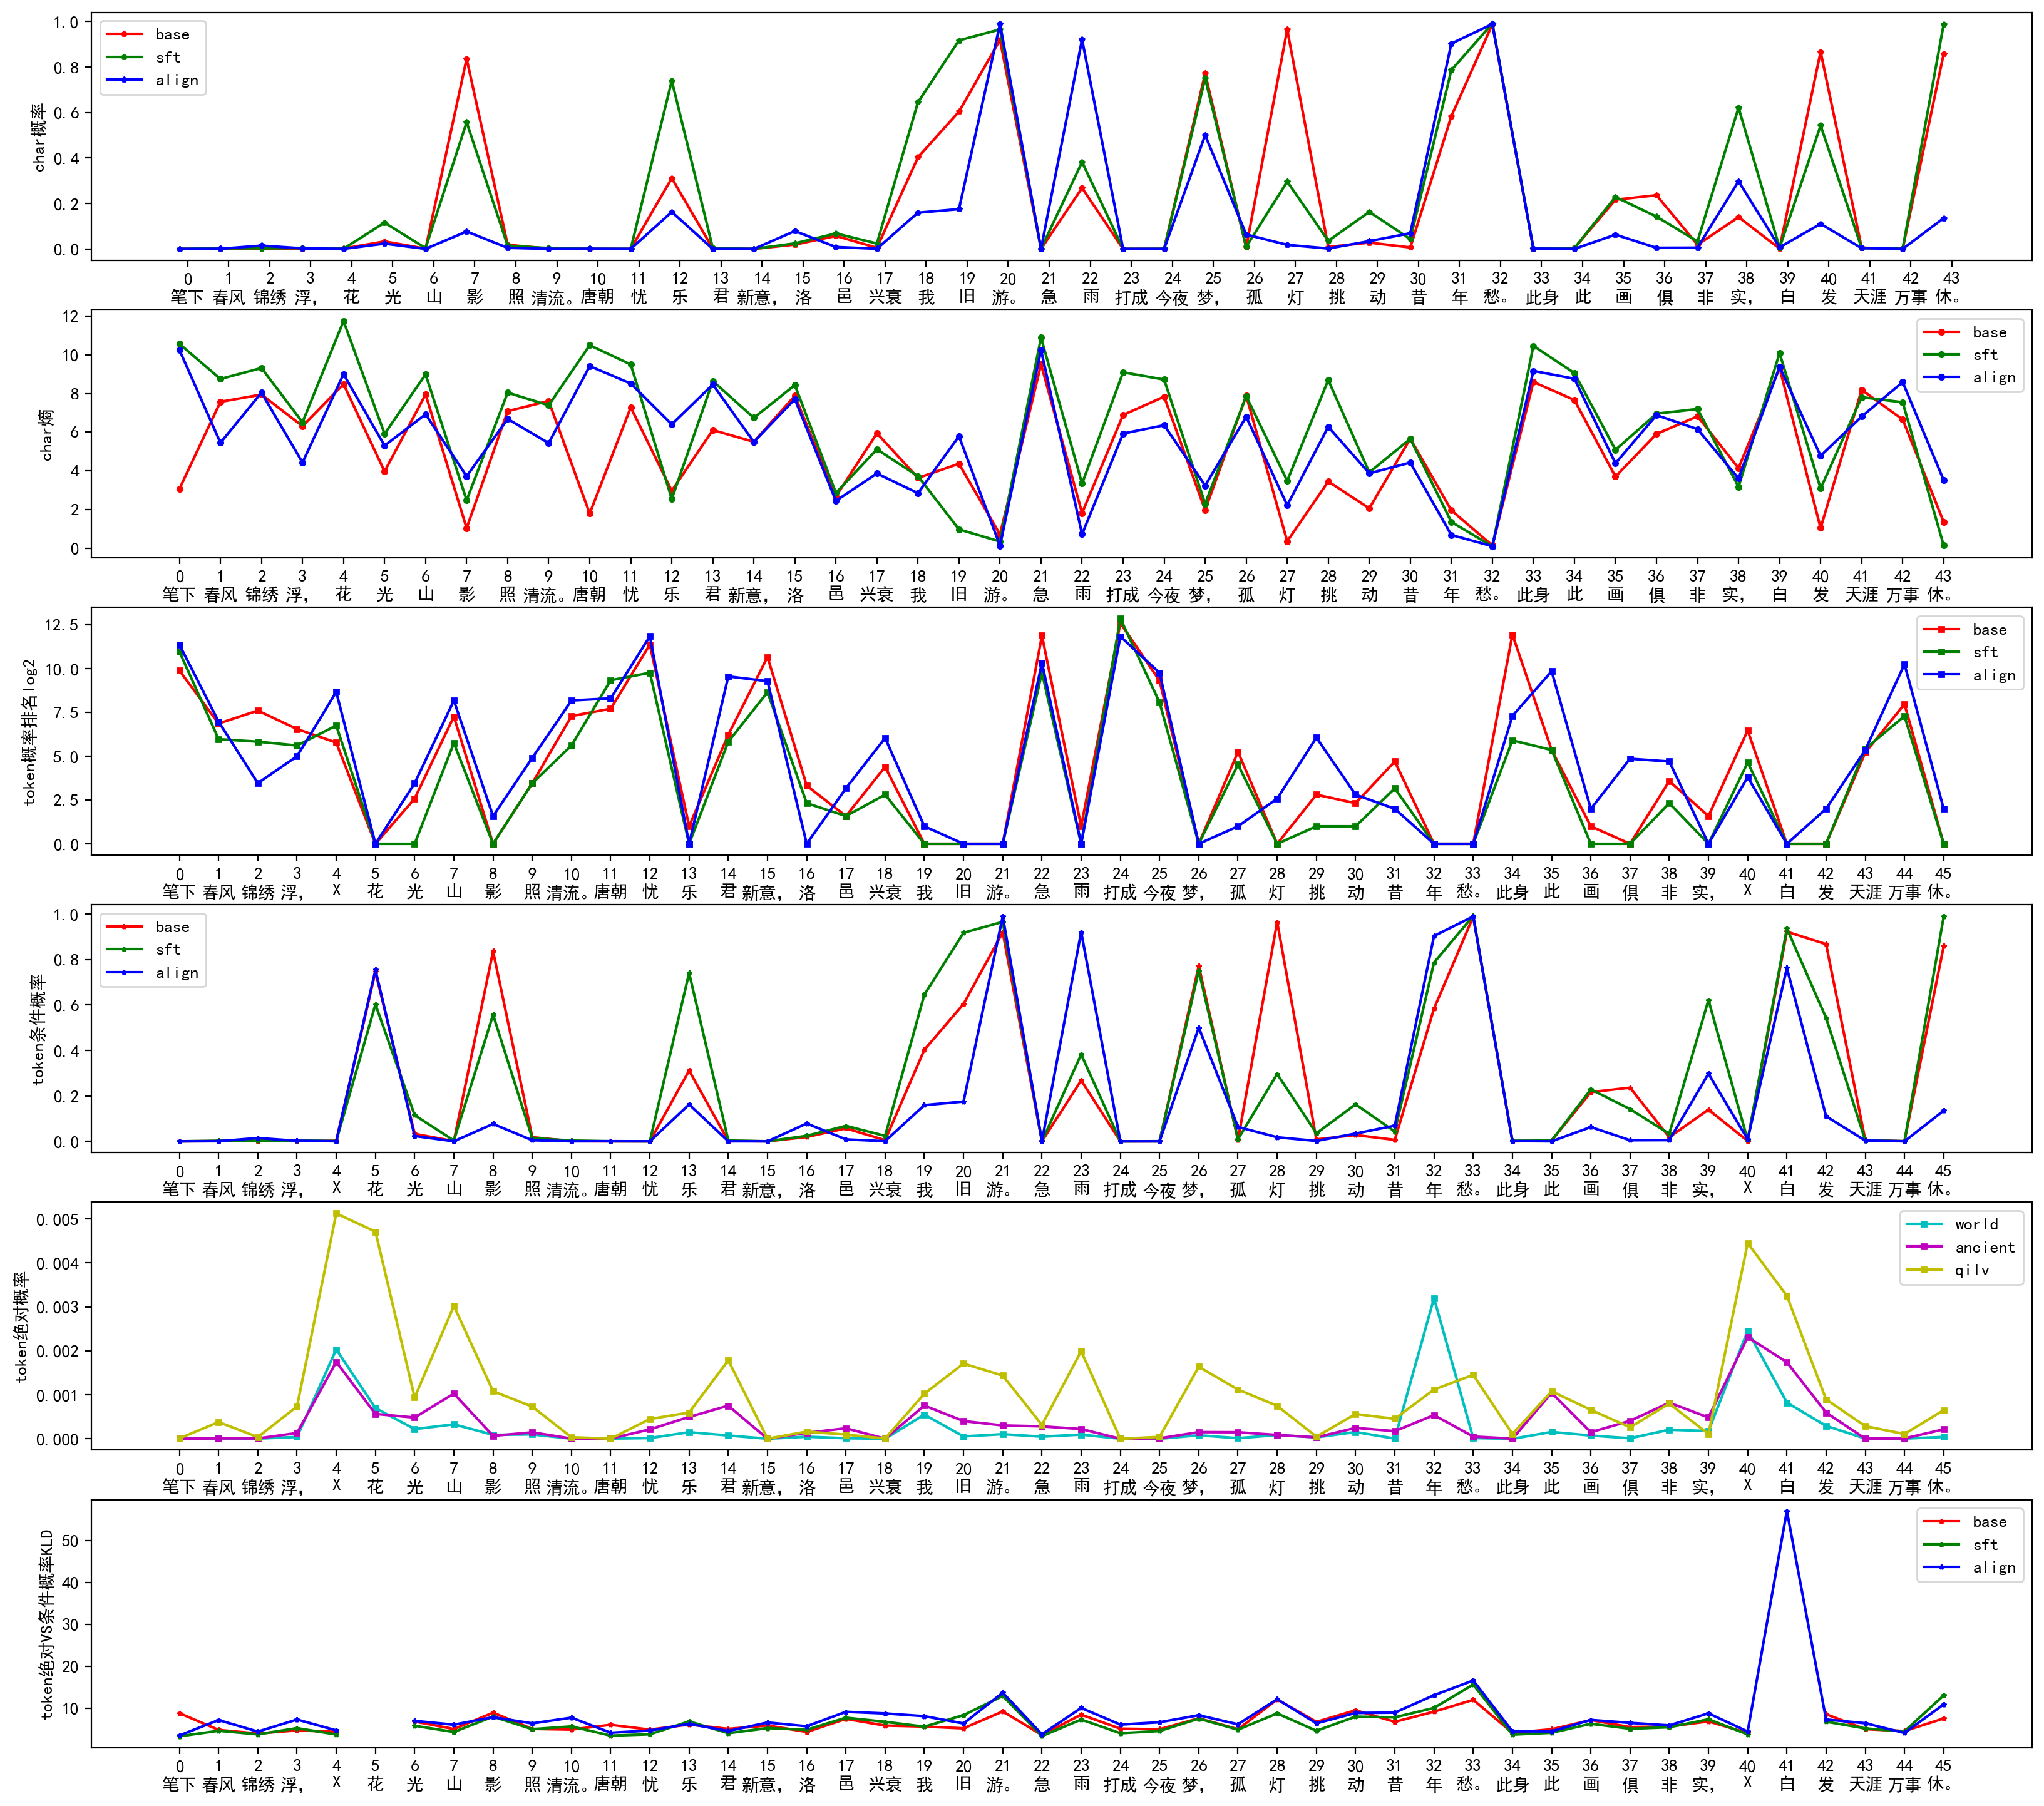 1.0
0.8
0.6
0.4
0.2
0.0
char概率
base
sft
align
0 1 2 3 4 5 6 7 8 9 10 11 12 13 14 15 16 17 18 19 20 21 22 23 24 25 26 27 28 29 30 31 32 33 34 35 36 37 38 39 40 41 42 43
笔下 春风 锦绣 浮, 花 光 山 影 照 清流。 唐朝 忧 乐 君 新意, 洛 邑 兴衰 我 旧 游。 急 雨 打成 今夜 梦, 孤 灯 挑 动 昔 年 愁。 此身 此 画 俱 非 实, 白 发 天涯 万事 休。
12
10
8
6
4
2
0
char熵
base
sft
align
0 1 2 3 4 5 6 7 8 9 10 11 12 13 14 15 16 17 18 19 20 21 22 23 24 25 26 27 28 29 30 31 32 33 34 35 36 37 38 39 40 41 42 43
笔下 春风 锦绣 浮, 花 光 山 影 照 清流。 唐朝 忧 乐 君 新意, 洛 邑 兴衰 我 旧 游。 急 雨 打成 今夜 梦, 孤 灯 挑 动 昔 年 愁。 此身 此 画 俱 非 实, 白 发 天涯 万事 休。
12.5
10.0
7.5
5.0
2.5
0.0
token概率排名log2
base
sft
align
0 1 2 3 4 5 6 7 8 9 10 11 12 13 14 15 16 17 18 19 20 21 22 23 24 25 26 27 28 29 30 31 32 33 34 35 36 37 38 39 40 41 42 43 44 45
笔下 春风 锦绣 浮, X 花 光 山 影 照 清流。 唐朝 忧 乐 君 新意, 洛 邑 兴衰 我 旧 游。 急 雨 打成 今夜 梦, 孤 灯 挑 动 昔 年 愁。 此身 此 画 俱 非 实, X 白 发 天涯 万事 休。
1.0
0.8
0.6
0.4
0.2
0.0
token条件概率
base
sft
align
0 1 2 3 4 5 6 7 8 9 10 11 12 13 14 15 16 17 18 19 20 21 22 23 24 25 26 27 28 29 30 31 32 33 34 35 36 37 38 39 40 41 42 43 44 45
笔下 春风 锦绣 浮, X 花 光 山 影 照 清流。 唐朝 忧 乐 君 新意, 洛 邑 兴衰 我 旧 游。 急 雨 打成 今夜 梦, 孤 灯 挑 动 昔 年 愁。 此身 此 画 俱 非 实, X 白 发 天涯 万事 休。
0.005
0.004
0.003
0.002
0.001
0.000
token绝对概率
world
ancient
qilv
0 1 2 3 4 5 6 7 8 9 10 11 12 13 14 15 16 17 18 19 20 21 22 23 24 25 26 27 28 29 30 31 32 33 34 35 36 37 38 39 40 41 42 43 44 45
笔下 春风 锦绣 浮, X 花 光 山 影 照 清流。 唐朝 忧 乐 君 新意, 洛 邑 兴衰 我 旧 游。 急 雨 打成 今夜 梦, 孤 灯 挑 动 昔 年 愁。 此身 此 画 俱 非 实, X 白 发 天涯 万事 休。
50
40
30
20
10
token绝对VS条件概率KLD
base
sft
align
0 1 2 3 4 5 6 7 8 9 10 11 12 13 14 15 16 17 18 19 20 21 22 23 24 25 26 27 28 29 30 31 32 33 34 35 36 37 38 39 40 41 42 43 44 45
笔下 春风 锦绣 浮, X 花 光 山 影 照 清流。 唐朝 忧 乐 君 新意, 洛 邑 兴衰 我 旧 游。 急 雨 打成 今夜 梦, 孤 灯 挑 动 昔 年 愁。 此身 此 画 俱 非 实, X 白 发 天涯 万事 休。